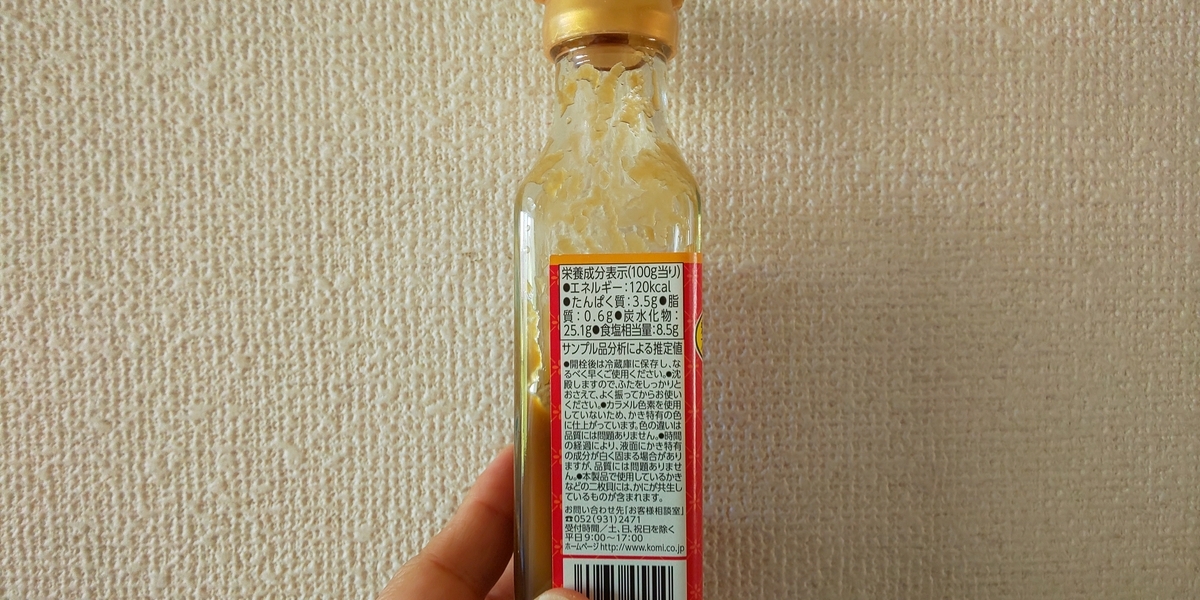 栄養成分表示(100g当り)
●エネルギー:120kcal
●たんぱく質:3.5g●脂
質:0.6g●炭水化物:
25.1g●食塩相当量:8.5g
サンプル品分析による推定値
●開栓後は冷蔵庫に保存し、な
るべく早くご使用ください。●沈
殿しますので、ふたをしっかりと
おさえて、よく振ってからお使い
ください。●カラメル色素を使用
していないため、かき特有の色
に仕上がっています。色の違いは
品質には問題ありません。●時間
の経過により、液面にかき特有
の成分が白く固まる場合があり
ますが、品質には問題ありませ
ん。●本製品で使用しているかき
などの二枚貝には、かにが共生し
ているものが含まれます。
お問い合わせ先「お客様相談室」
☎052(931)2471
受付時間/土、日、祝日を除く
平日9:00~17:00
ホームページhttp://www.komi.co.jp